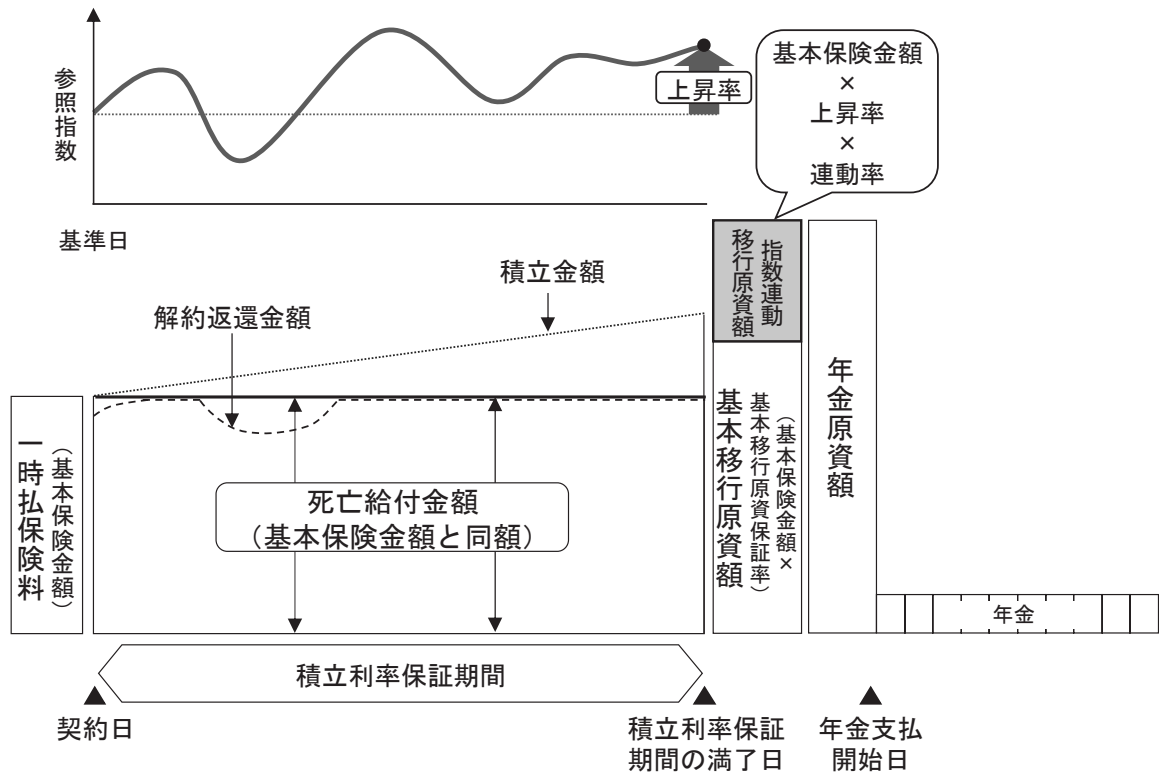 参照指数
上昇率
基本保険金額
×
上昇率
×
連動率
基準日
積立金額
解約返還金額
指数連動
移行原資額
一時払保険料
（基本保険金額）
死亡給付金額
（基本保険金額と同額）
基本移行原資額
（基本保険金額×
基本移行原資保証率）
年金原資額
年金
積立利率保証期間
契約日
積立利率保証
期間の満了日
年金支払
開始日